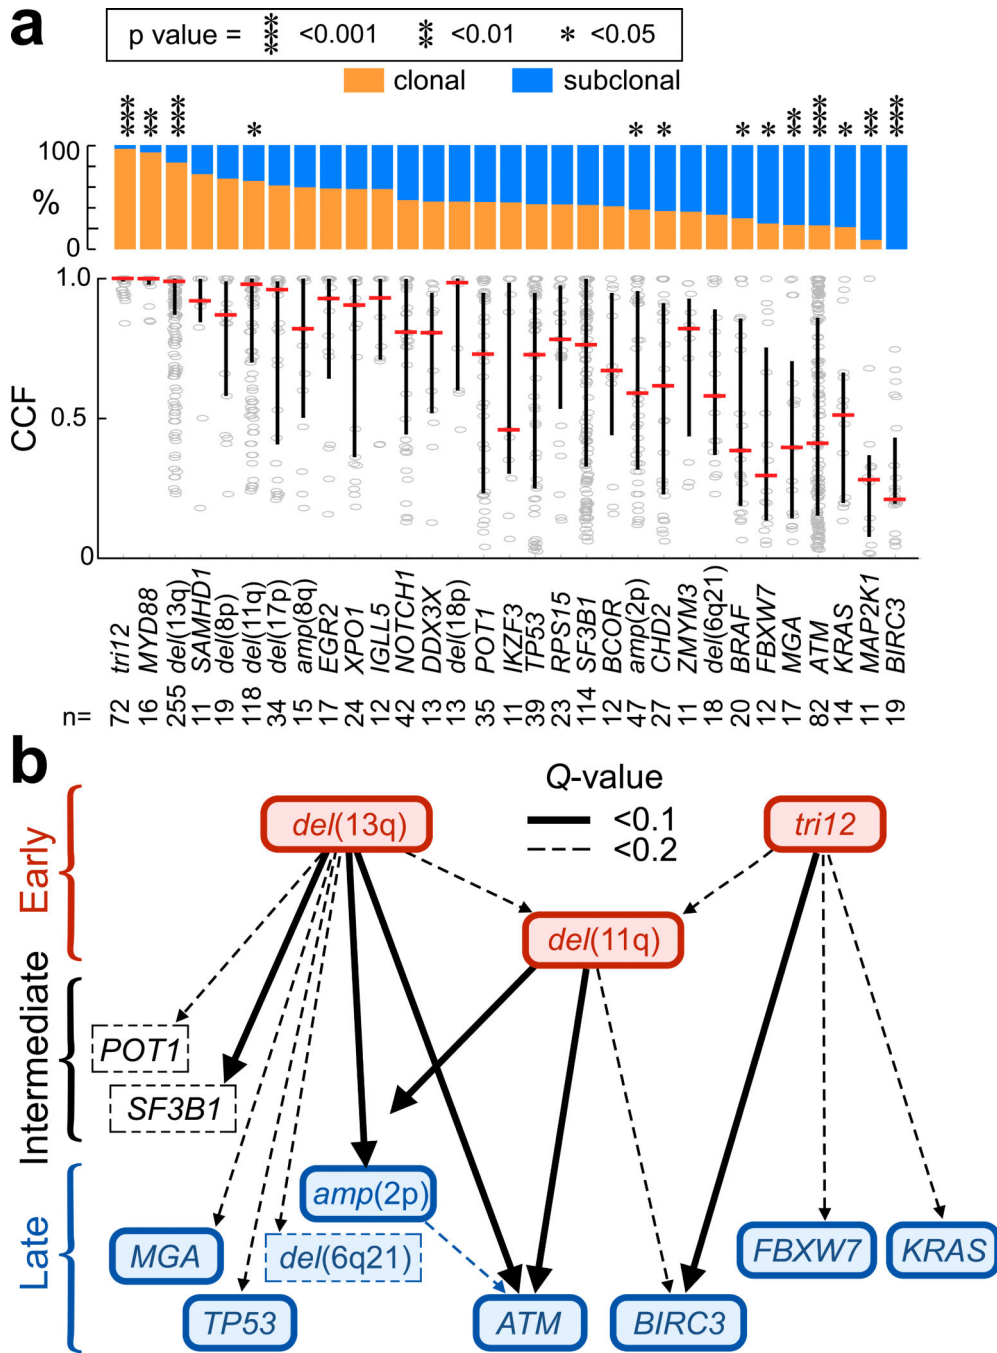 a
p value = *** <0.001 ** <0.01 * <0.05
clonal subclonal
*** ** *** * * * * * ** *** * ** ***
100
%
0
1.0
CCF
0.5
0
tri12 MYD88 del(13q) SAMHD1 del(8p) del(11q) del(17p) amp(8q) EGR2 XPO1 IGLL5 NOTCH1 DDX3X del(18p) POT1 IKZF3 TP53 RPS15 SF3B1 BCOR amp(2p) CHD2 ZMYM3 del(6q21) BRAF FBXW7 MGA ATM KRAS MAP2K1 BIRC3
n= 72 16 255 11 19 118 34 15 17 24 12 42 13 13 35 11 39 23 114 12 47 27 11 18 20 12 17 82 14 11 19
b
Q-value
<0.1
<0.2
Early
del(13q)
tri12
del(11q)
Intermediate
POT1
SF3B1
Late
amp(2p)
MGA
del(6q21)
FBXW7
KRAS
TP53
ATM
BIRC3